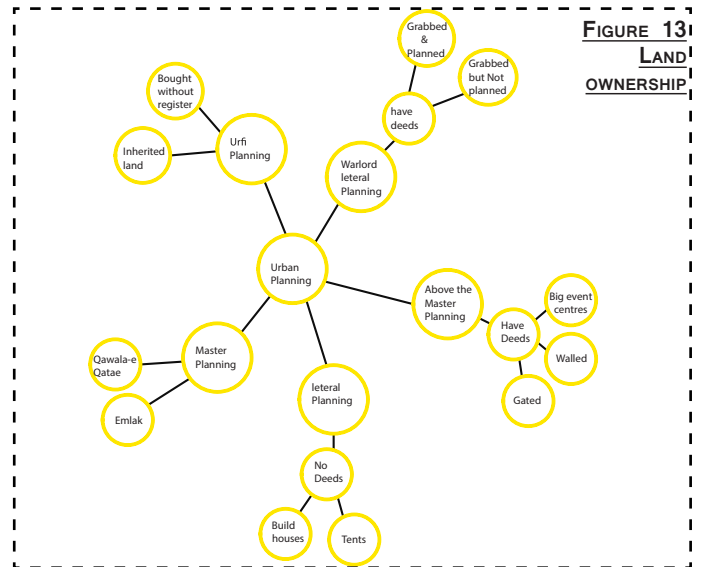 FIGURE 13
LAND
OWNERSHIP
Grabbed
&
Planned
Grabbed
but Not
planned
have
deeds
Warlord
leteral
Planning
Bought
without
register
Inherited
land
Urfi
Planning
Urban
Planning
Above the
Master
Planning
Have
Deeds
Big event
centres
Walled
Gated
Master
Planning
Qawala-e
Qatae
Emlak
leteral
Planning
No
Deeds
Build
houses
Tents